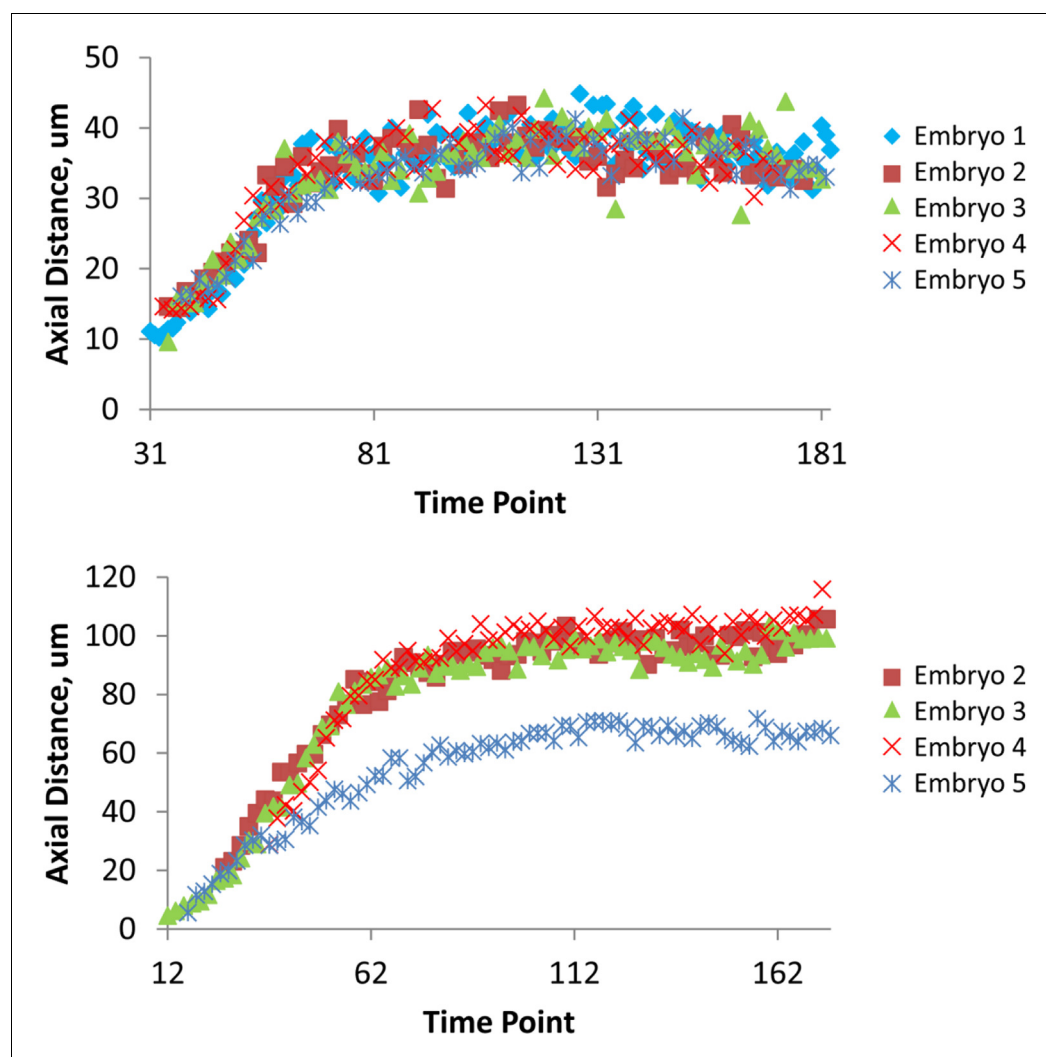 50
40
30
20
10
0
31
81
131
181
Axial Distance, um
Time Point
Embryo 1
Embryo 2
Embryo 3
Embryo 4
Embryo 5
120
100
80
60
40
20
0
12
62
112
162
Axial Distance, um
Time Point
Embryo 2
Embryo 3
Embryo 4
Embryo 5